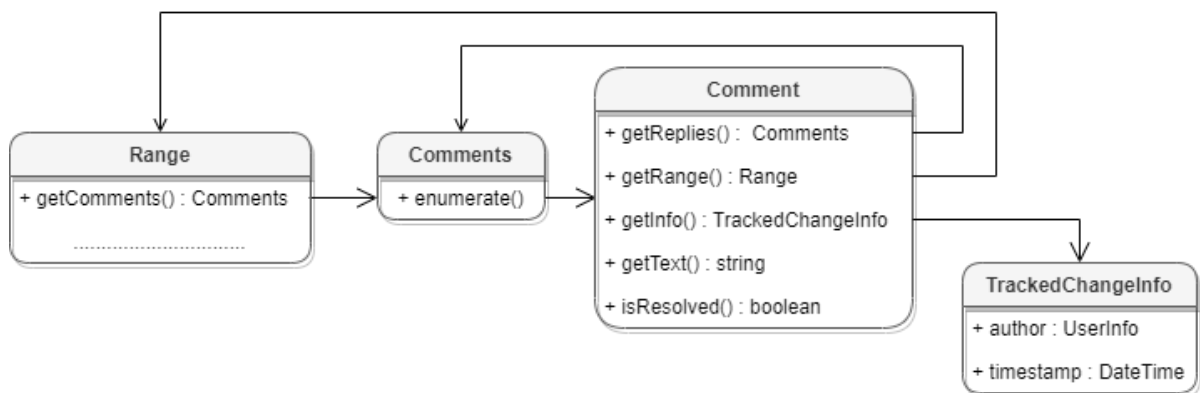 Range
+ getComments() : Comments
Comments
+ enumerate()
Comment
+ getReplies() : Comments
+ getRange() : Range
+ getInfo() : TrackedChangeInfo
+ getText() : string
+ isResolved() : boolean
TrackedChangeInfo
+ author : UserInfo
+ timestamp : DateTime